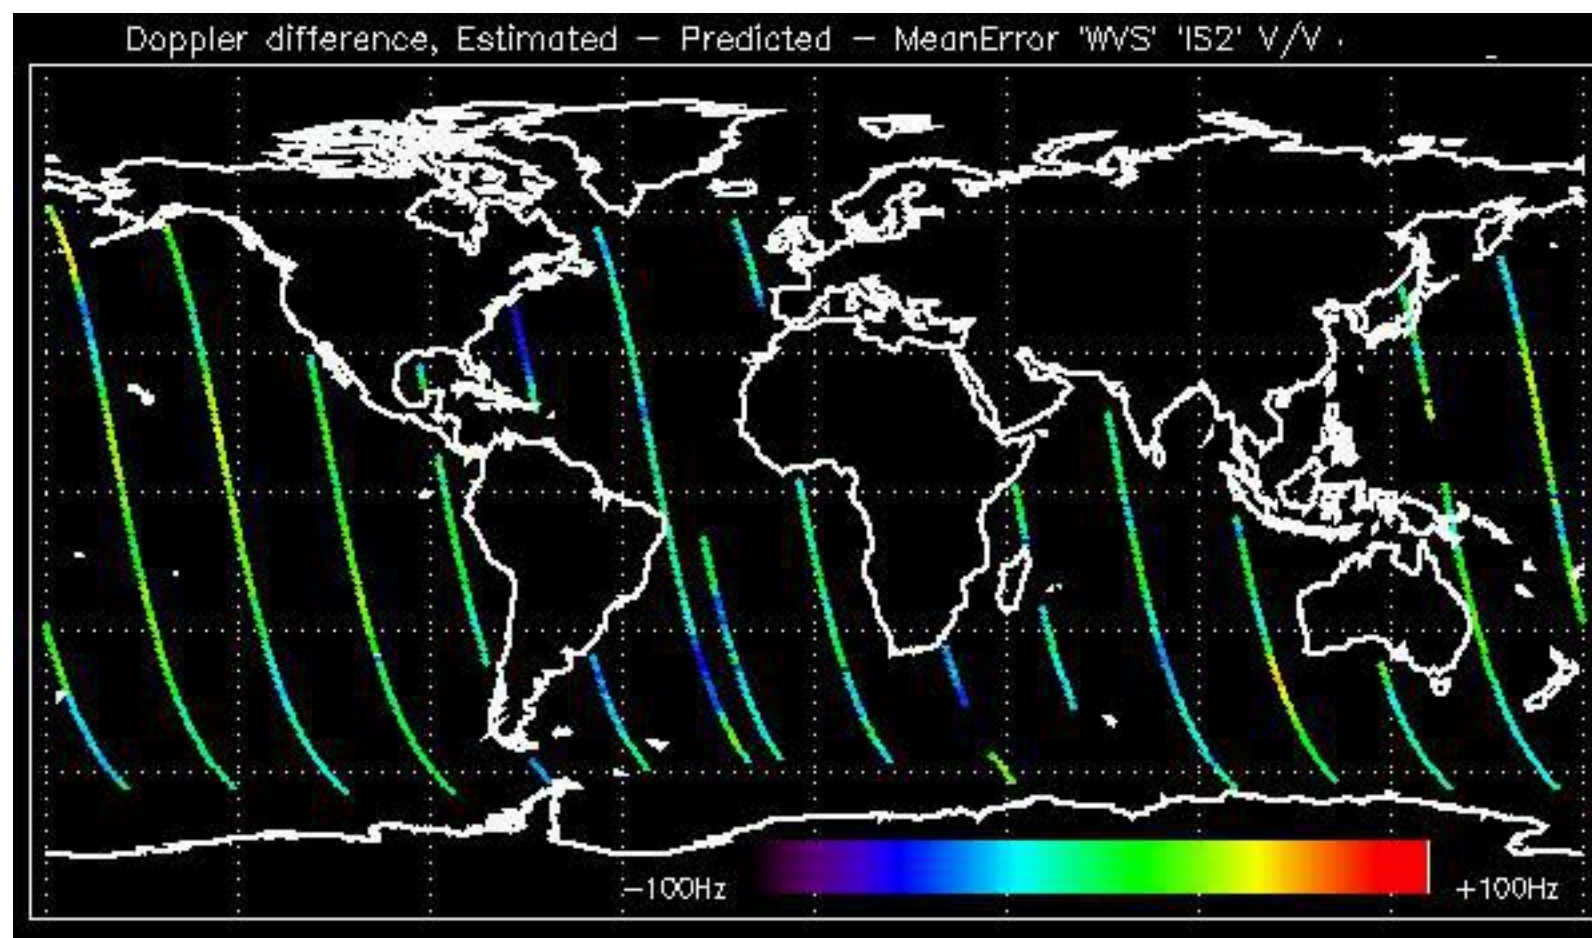 Doppler difference, Estimated – Predicted – MeanError 'WVS' 'IS2' V/V
-100Hz
+100Hz